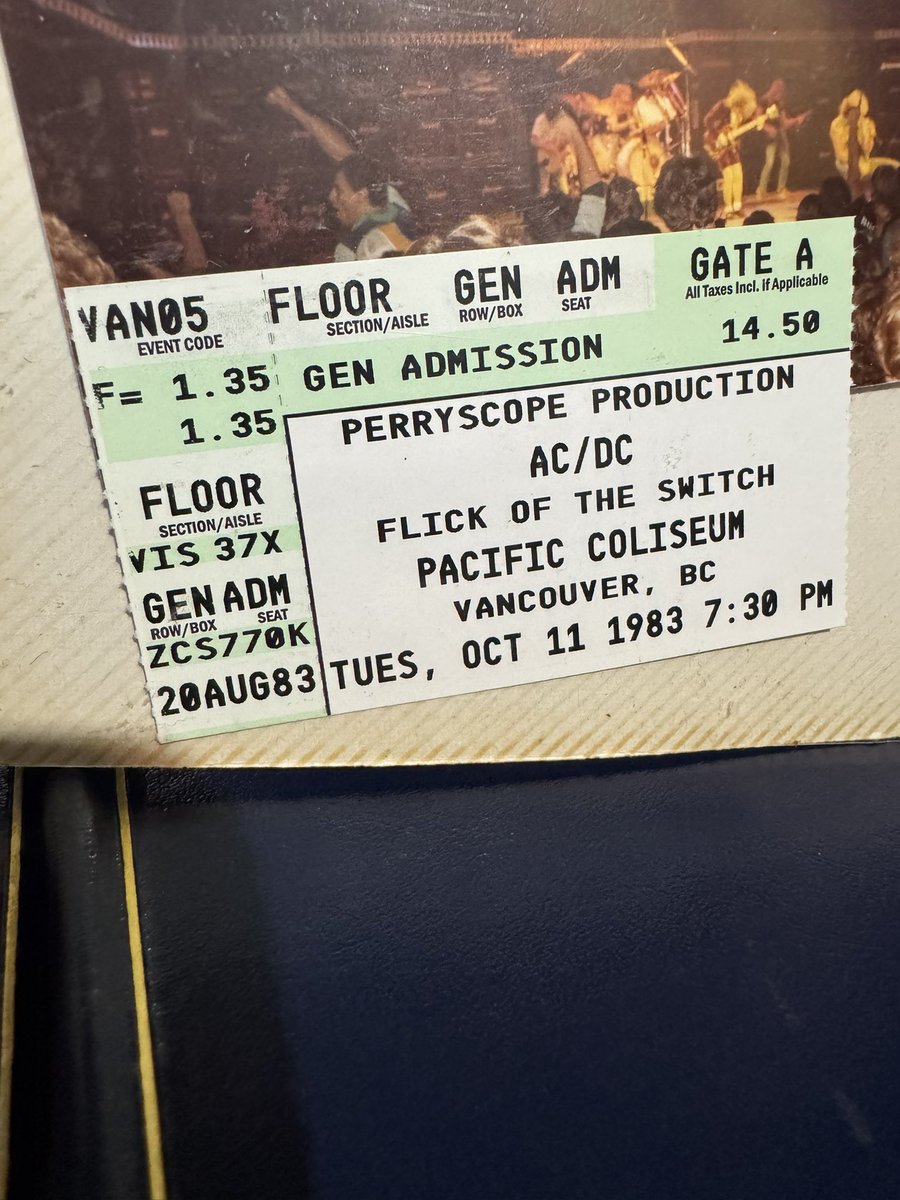 VAN05 FLOOR GEN ADM GATE A
EVENT CODE SECTION/AISLE ROW/BOX SEAT All Taxes Incl. if Applicable
F= 1.35 GEN ADMISSION 14.50
1.35
PERRYSCOPE PRODUCTION
AC/DC
FLICK OF THE SWITCH
PACIFIC COLISEUM
VANCOUVER, BC
TUES, OCT 11 1983 7:30 PM
FLOOR
SECTION/AISLE
VIS 37X
GEN ADM
ROW/BOX SEAT
ZCS770K
20AUG83